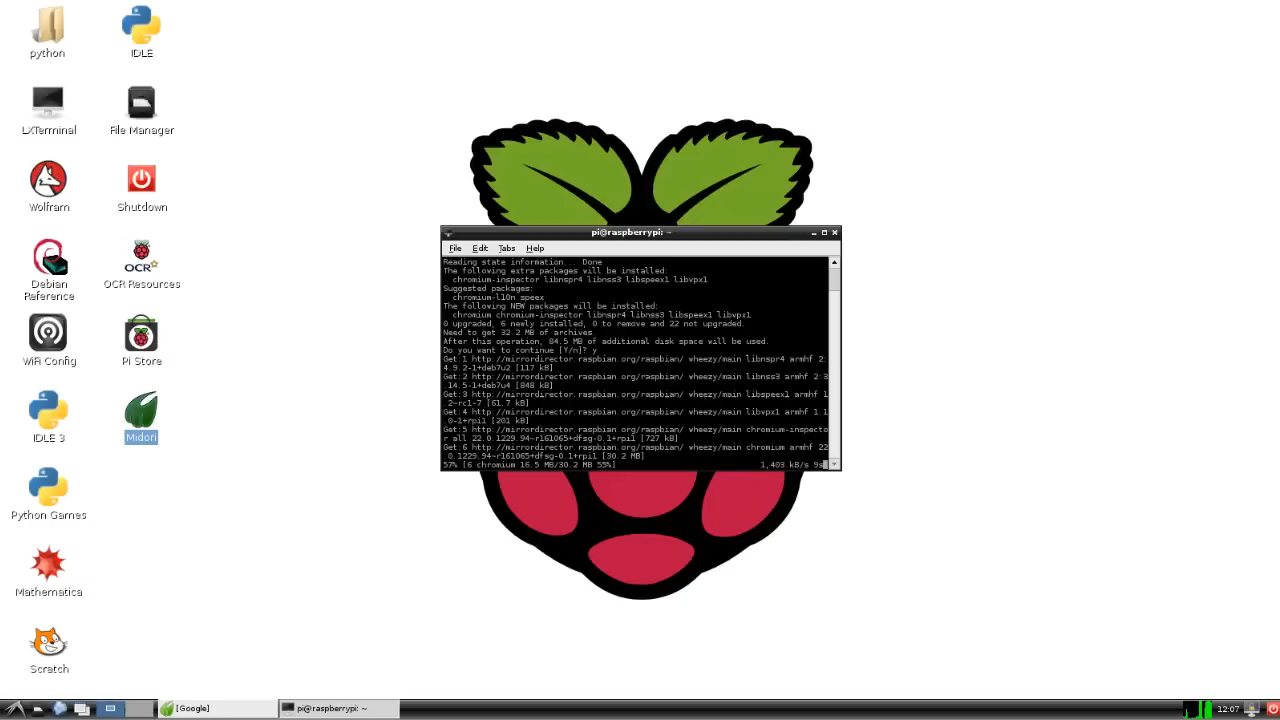 python
IDLE
LXTerminal
File Manager
Wolfram
Shutdown
Debian
Reference
OCR Resources
WiFi Config
Pi Store
IDLE 3
Midori
Python Games
Mathematica
Scratch
pi@raspberrypi: ~
File Edit Tabs Help
Reading state information... Done
The following extra packages will be installed:
chromium-inspector libnspr4 libnss3 libspeex1 libvpx1
Suggested packages:
chromium-l10n speex
The following NEW packages will be installed:
chromium chromium-inspector libnspr4 libnss3 libspeex1 libvpx1
0 upgraded, 6 newly installed, 0 to remove and 22 not upgraded.
Need to get 32.2 MB of archives.
After this operation, 84.5 MB of additional disk space will be used.
Do you want to continue [Y/n]? y
Get:1 http://mirrordirector.raspbian.org/raspbian/ wheezy/main libnspr4 armhf 2:
4.9.2-1+deb7u2 [117 kB]
Get:2 http://mirrordirector.raspbian.org/raspbian/ wheezy/main libnss3 armhf 2:3
.14.5-1+deb7u4 [848 kB]
Get:3 http://mirrordirector.raspbian.org/raspbian/ wheezy/main libspeex1 armhf 1
.2~rc1-7 [61.7 kB]
Get:4 http://mirrordirector.raspbian.org/raspbian/ wheezy/main libvpx1 armhf 1.1
.0-1+rpi1 [201 kB]
Get:5 http://mirrordirector.raspbian.org/raspbian/ wheezy/main chromium-inspecto
r all 22.0.1229.94~r161065+dfsg-0.1+rpi1 [727 kB]
Get:6 http://mirrordirector.raspbian.org/raspbian/ wheezy/main chromium armhf 22
.0.1229.94~r161065+dfsg-0.1+rpi1 [30.2 MB]
57% [6 chromium 16.5 MB/30.2 MB 55%] 1,403 kB/s 9s
[Google]
pi@raspberrypi: ~
12:07